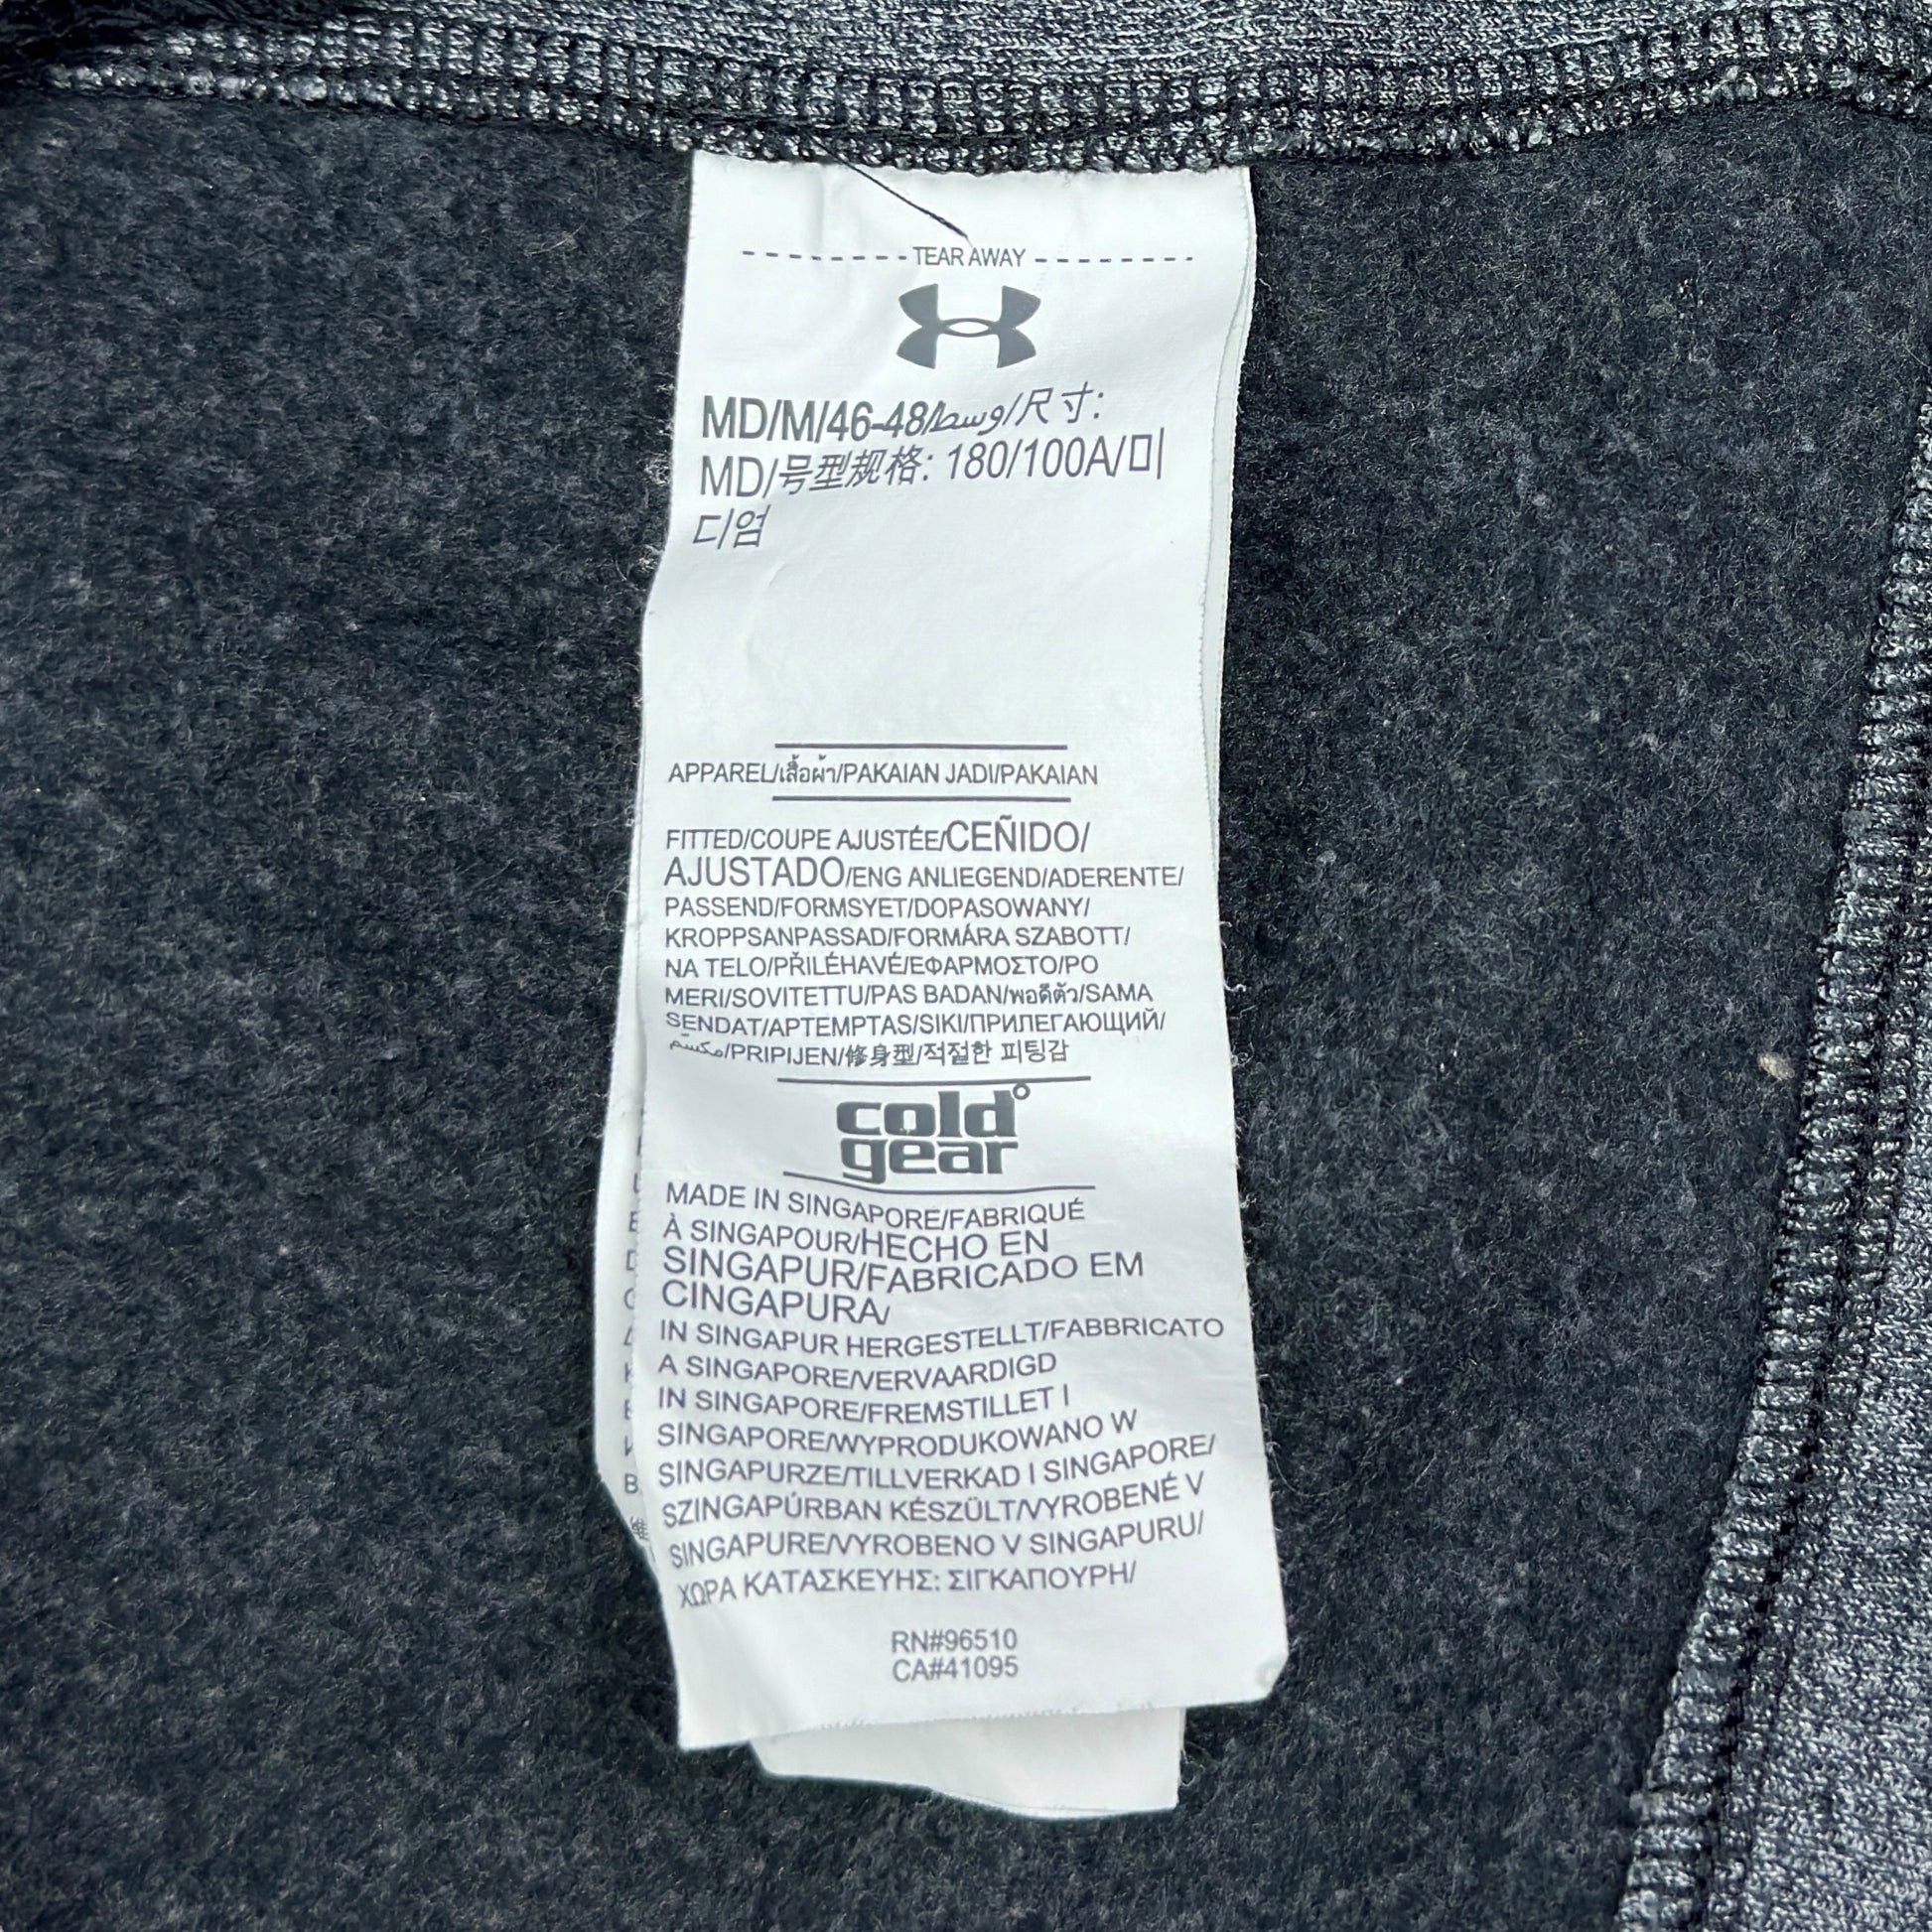 TEAR AWAY
MD/M/46-48/وسط/尺寸:
MD/号型规格: 180/100A/미
디엄
APPAREL/เสื้อผ้า/PAKAIAN JADI/PAKAIAN
FITTED/COUPE AJUSTÉE/CEÑIDO/
AJUSTADO/ENG ANLIEGEND/ADERENTE/
PASSEND/FORMSYET/DOPASOWANY/
KROPPSANPASSAD/FORMÁRA SZABOTT/
NA TELO/PŘILÉHAVÉ/ΕΦΑΡΜΟΣΤΟ/PO
MERI/SOVITETTU/PAS BADAN/พอดีตัว/SAMA
SENDAT/APTEMPTAS/SIKI/ПРИЛЕГАЮЩИЙ/
مكسّم/PRIPIJEN/修身型/적절한 피팅감
cold
gear
MADE IN SINGAPORE/FABRIQUÉ
À SINGAPOUR/HECHO EN
SINGAPUR/FABRICADO EM
CINGAPURA/
IN SINGAPUR HERGESTELLT/FABBRICATO
A SINGAPORE/VERVAARDIGD
IN SINGAPORE/FREMSTILLET I
SINGAPORE/WYPRODUKOWANO W
SINGAPURZE/TILLVERKAD I SINGAPORE/
SZINGAPÚRBAN KÉSZÜLT/VYROBENÉ V
SINGAPURE/VYROBENO V SINGAPURU/
ΧΩΡΑ ΚΑΤΑΣΚΕΥΗΣ: ΣΙΓΚΑΠΟΥΡΗ/
RN#96510
CA#41095